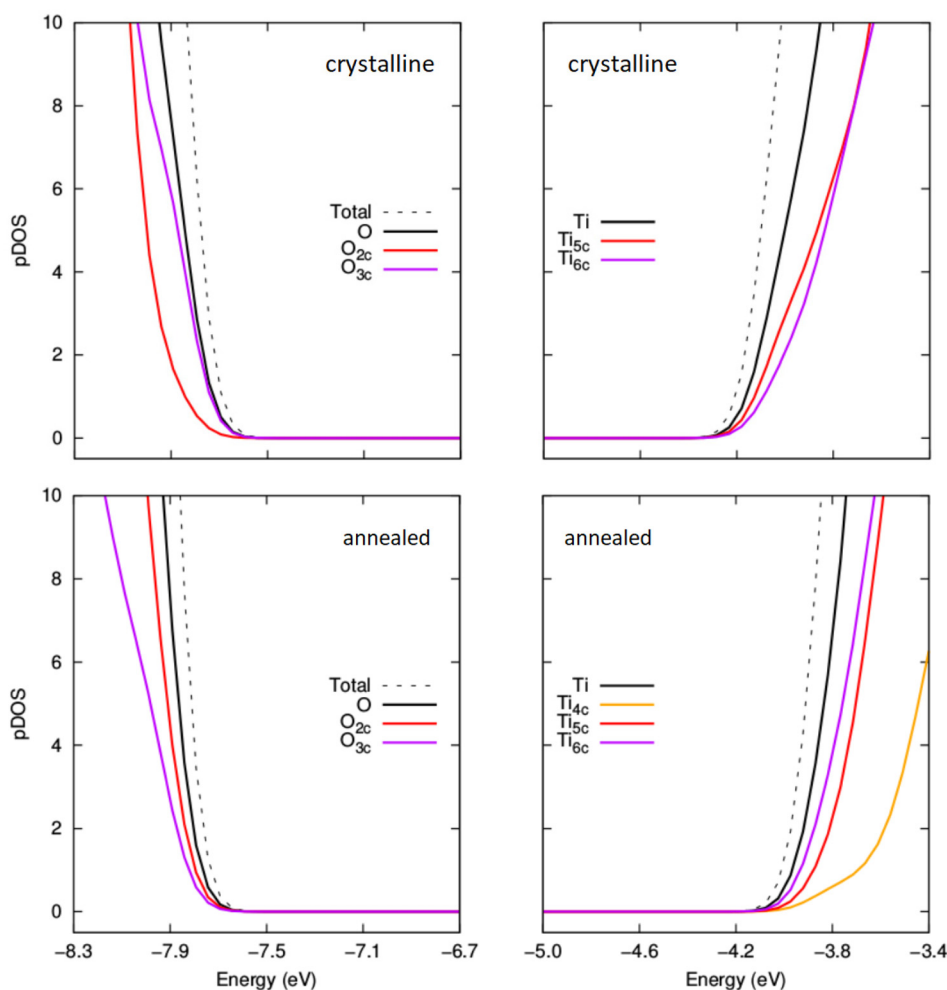 10
8
6
4
2
0
pDOS
crystalline
Total
O
O2c
O3c
crystalline
Ti
Ti5c
Ti6c
10
8
6
4
2
0
pDOS
annealed
Total
O
O2c
O3c
−8.3 −7.9 −7.5 −7.1 −6.7
Energy (eV)
annealed
Ti
Ti4c
Ti5c
Ti6c
−5.0 −4.6 −4.2 −3.8 −3.4
Energy (eV)